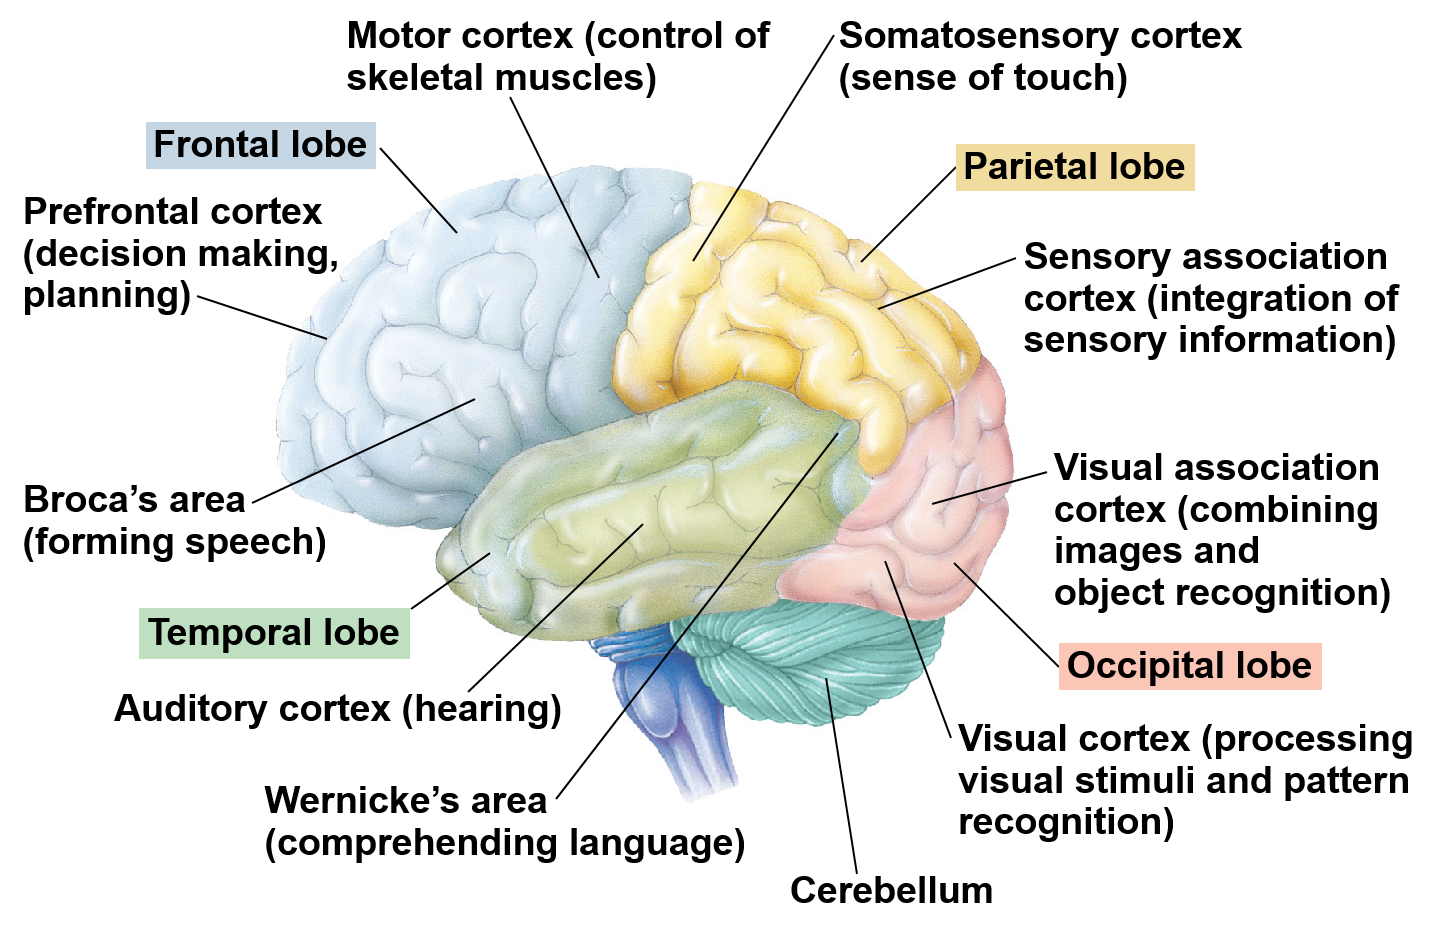 Motor cortex (control of
skeletal muscles)
Somatosensory cortex
(sense of touch)
Frontal lobe
Parietal lobe
Prefrontal cortex
(decision making,
planning)
Sensory association
cortex (integration of
sensory information)
Broca’s area
(forming speech)
Visual association
cortex (combining
images and
object recognition)
Temporal lobe
Occipital lobe
Auditory cortex (hearing)
Visual cortex (processing
visual stimuli and pattern
recognition)
Wernicke’s area
(comprehending language)
Cerebellum